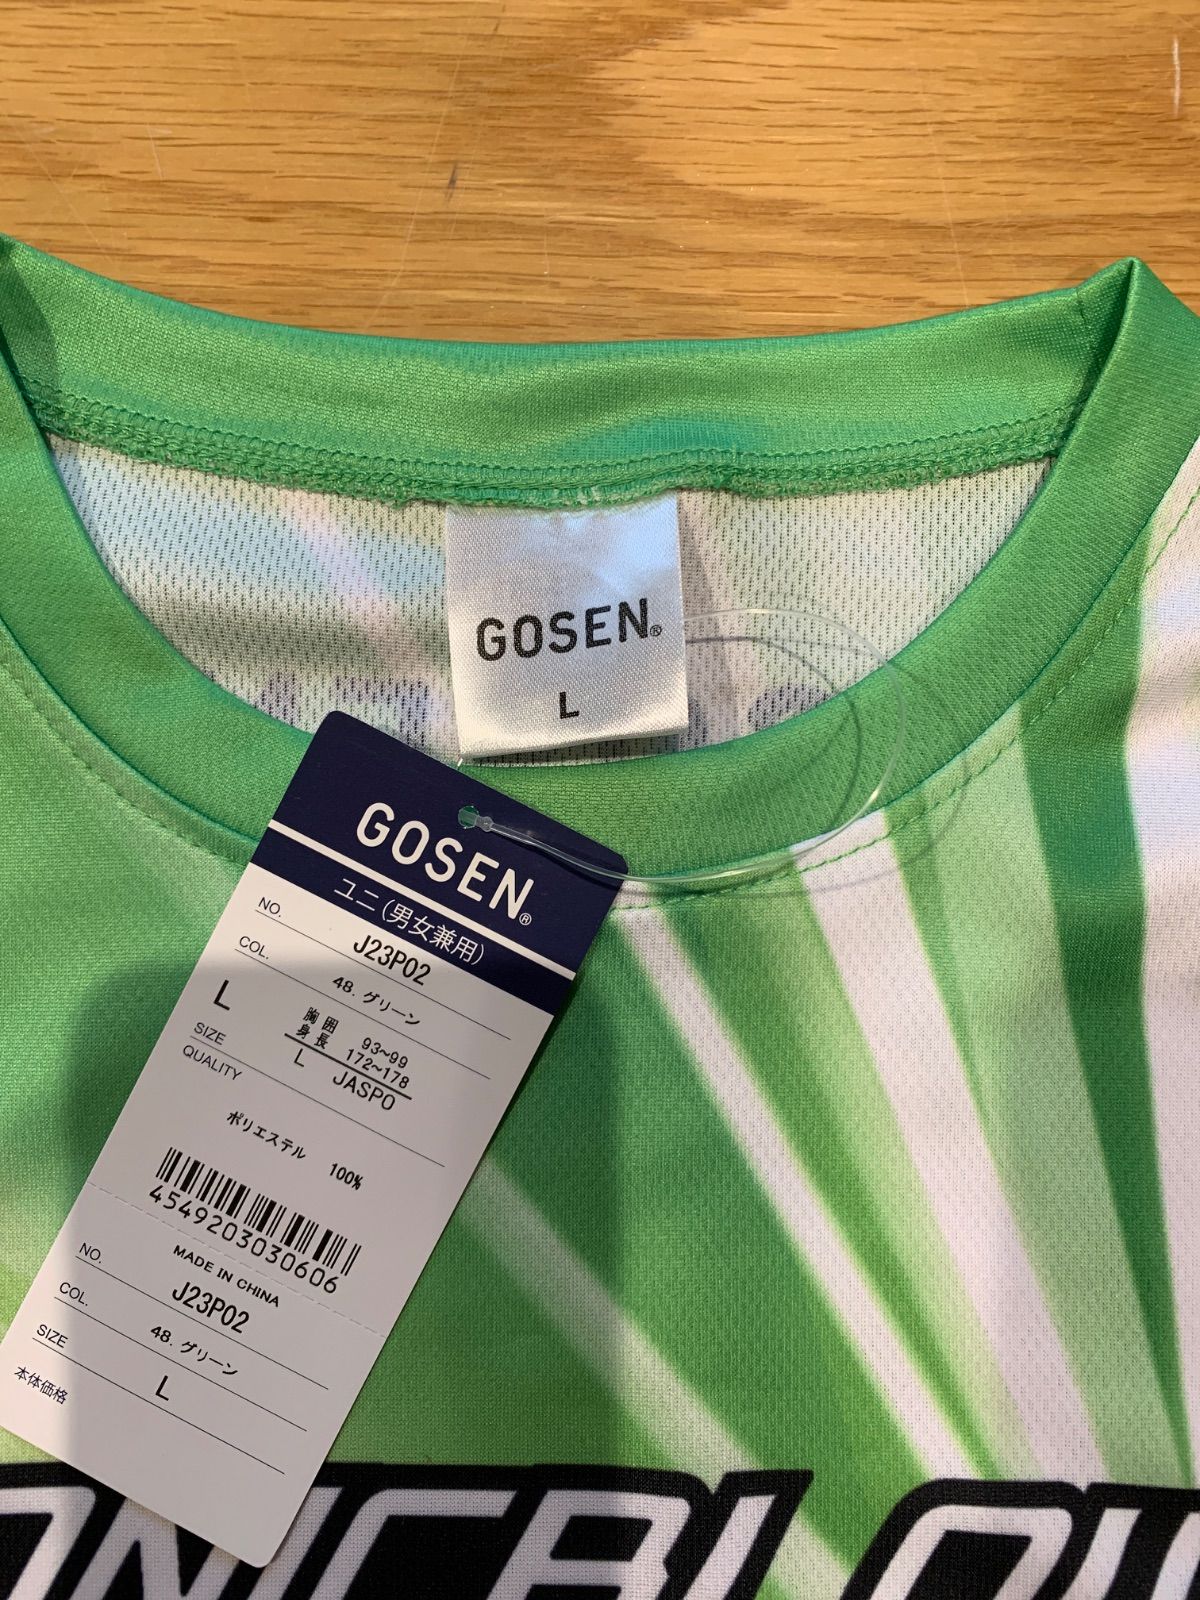 GOSEN®
L
GOSEN®
ユニ(男女兼用)
NO.
J23P02
COL.
48. グリーン
L
胸囲 93~99
身長 172~178
SIZE
L JASPO
QUALITY
ポリエステル 100%
4549203030606
MADE IN CHINA
NO.
J23P02
COL.
48. グリーン
SIZE
L
本体価格